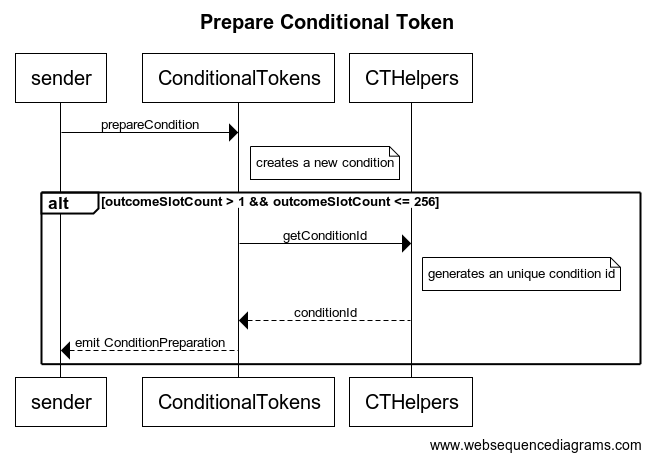 Prepare Conditional Token
sender
ConditionalTokens
CTHelpers
prepareCondition
creates a new condition
alt
[outcomeSlotCount > 1 && outcomeSlotCount <= 256]
getConditionId
generates an unique condition id
conditionId
emit ConditionPreparation
sender
ConditionalTokens
CTHelpers
www.websequencediagrams.com